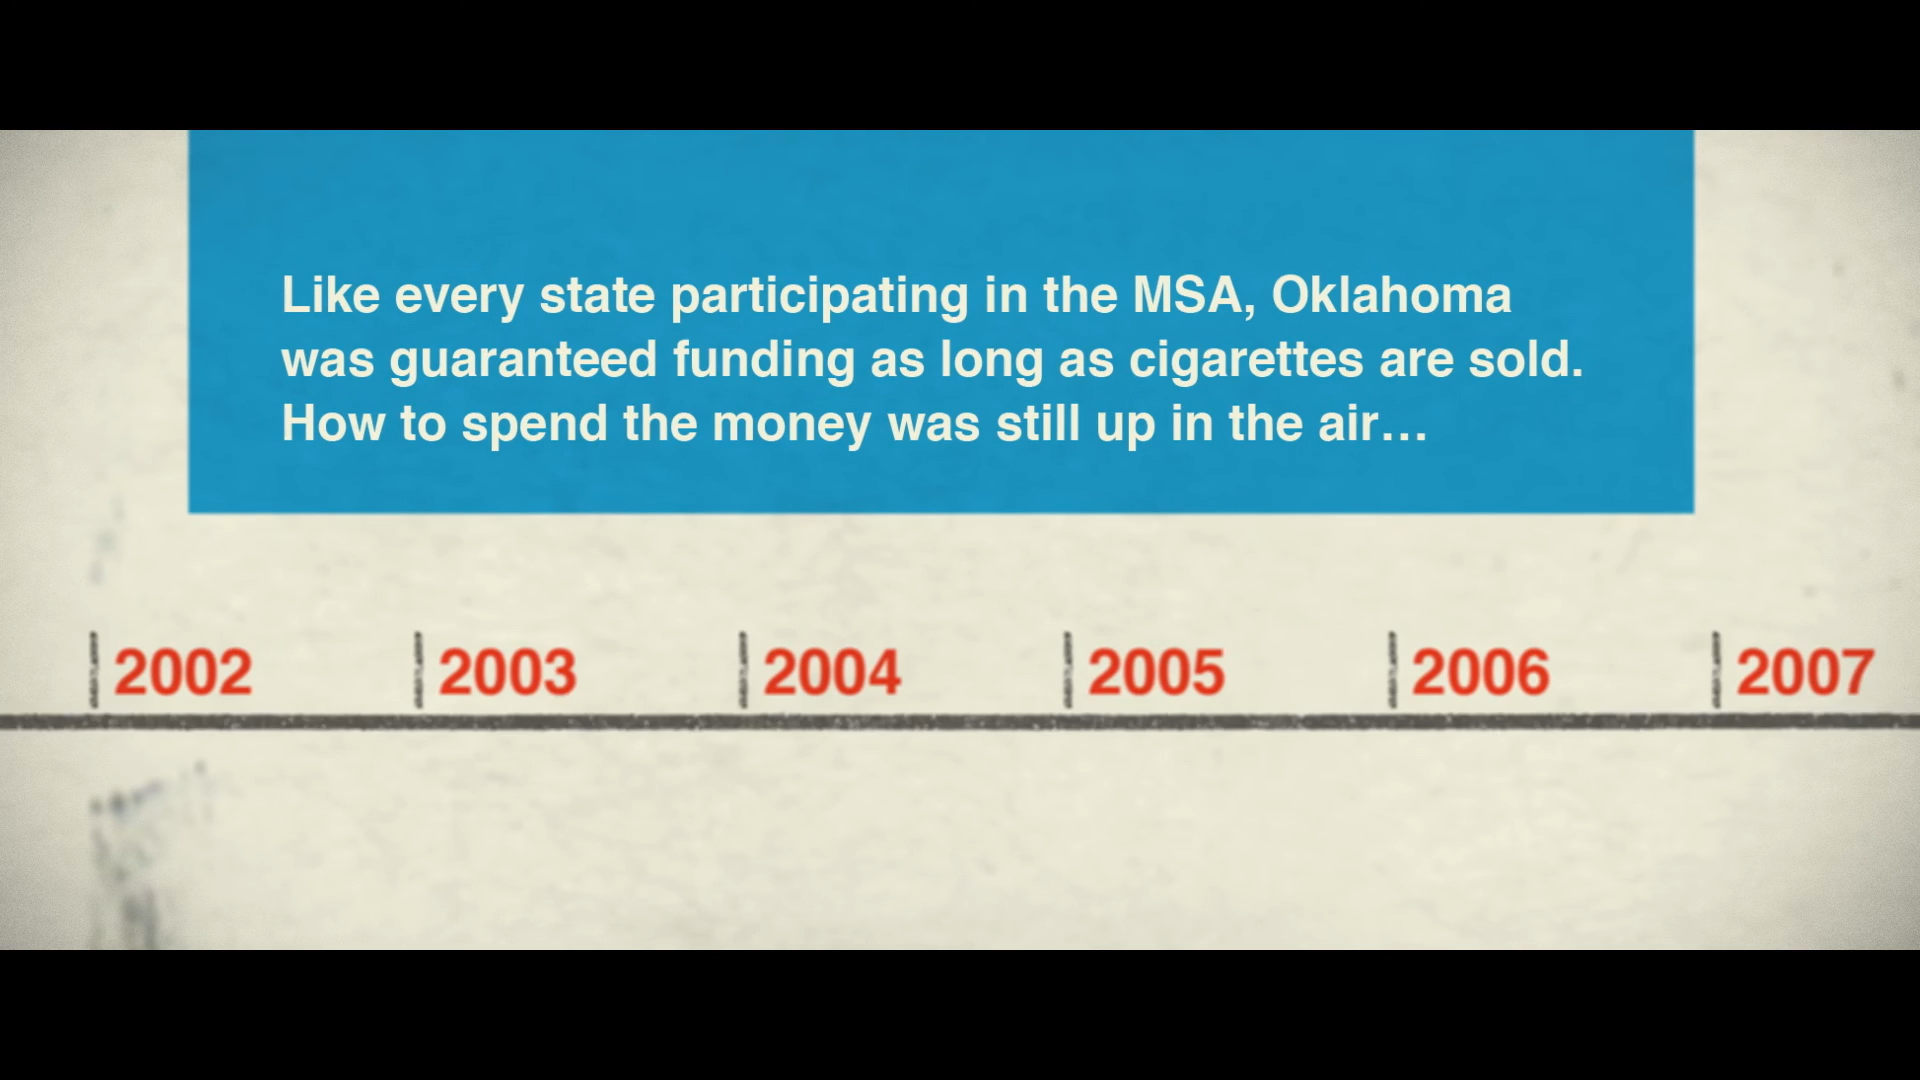 Like every state participating in the MSA, Oklahoma
was guaranteed funding as long as cigarettes are sold.
How to spend the money was still up in the air…
2002 2003 2004 2005 2006 2007